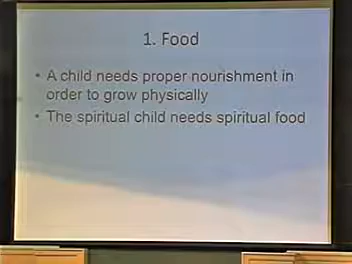 1. Food
• A child needs proper nourishment in
order to grow physically
• The spiritual child needs spiritual food